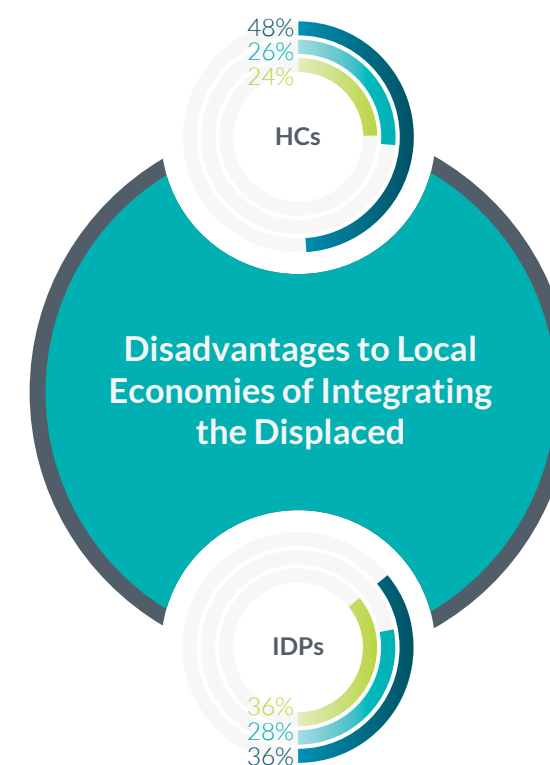 48%
26%
24%
HCs
Disadvantages to Local
Economies of Integrating
the Displaced
IDPs
36%
28%
36%